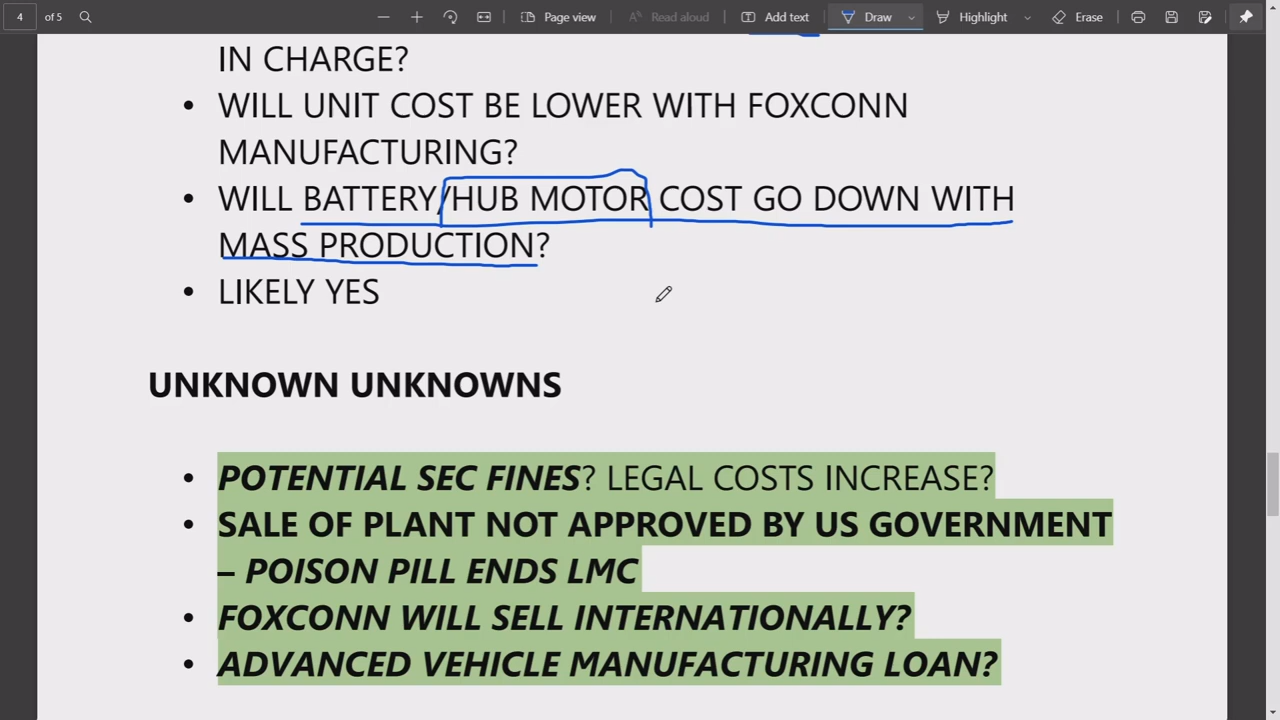 4 of 5 Page view Read aloud Add text Draw Highlight Erase
IN CHARGE?
• WILL UNIT COST BE LOWER WITH FOXCONN
MANUFACTURING?
• WILL BATTERY/HUB MOTOR COST GO DOWN WITH
MASS PRODUCTION?
• LIKELY YES
UNKNOWN UNKNOWNS
• POTENTIAL SEC FINES? LEGAL COSTS INCREASE?
• SALE OF PLANT NOT APPROVED BY US GOVERNMENT
– POISON PILL ENDS LMC
• FOXCONN WILL SELL INTERNATIONALLY?
• ADVANCED VEHICLE MANUFACTURING LOAN?